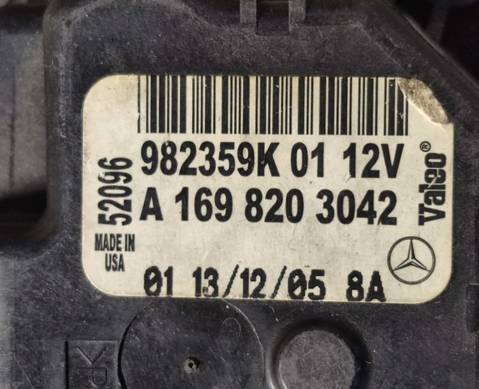 982359K 01 12V
A 169 820 3042
52096
MADE IN
USA
01 13/12/05 8A
Valeo®